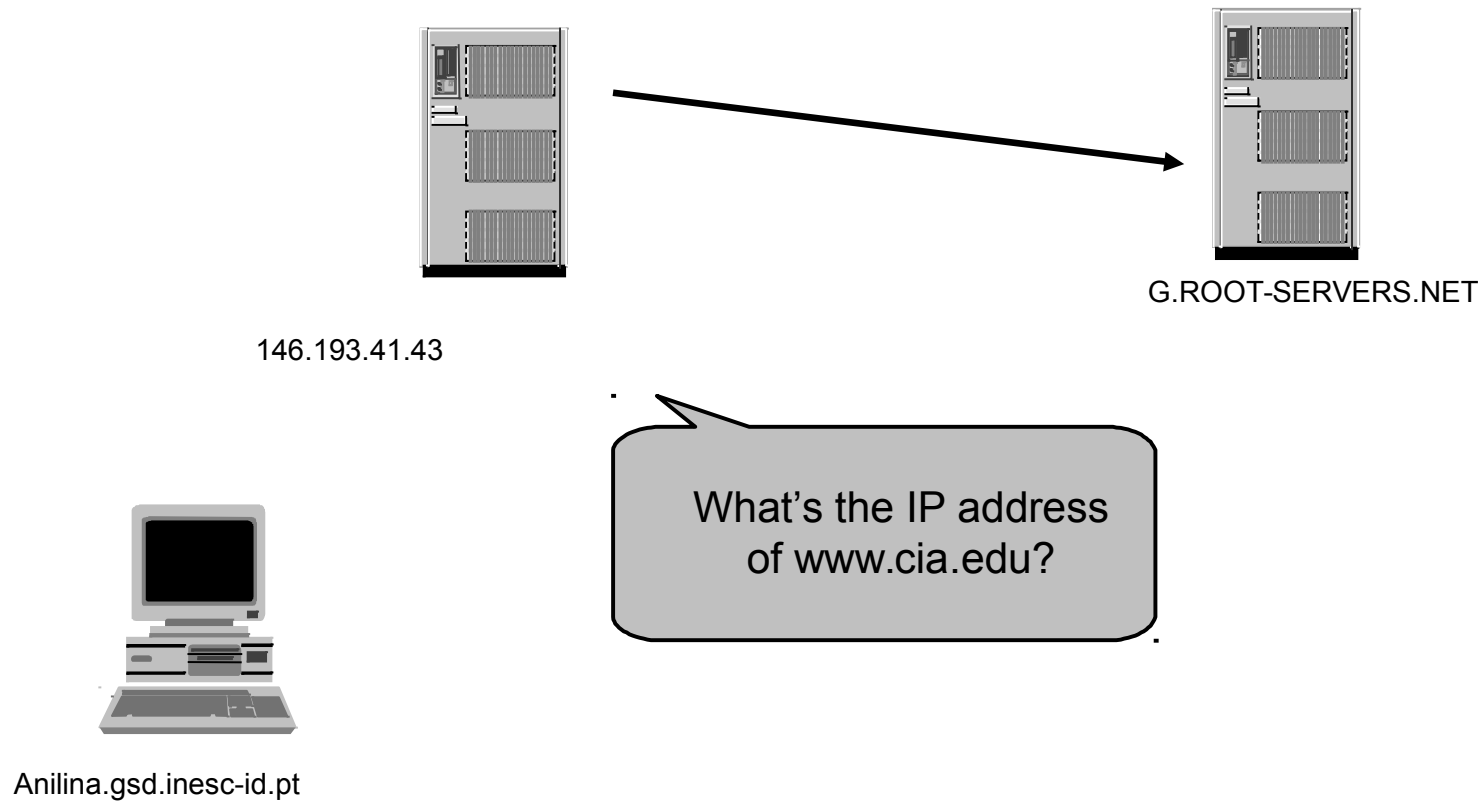 G.ROOT-SERVERS.NET
146.193.41.43
What's the IP address
of www.cia.edu?
Anilina.gsd.inesc-id.pt